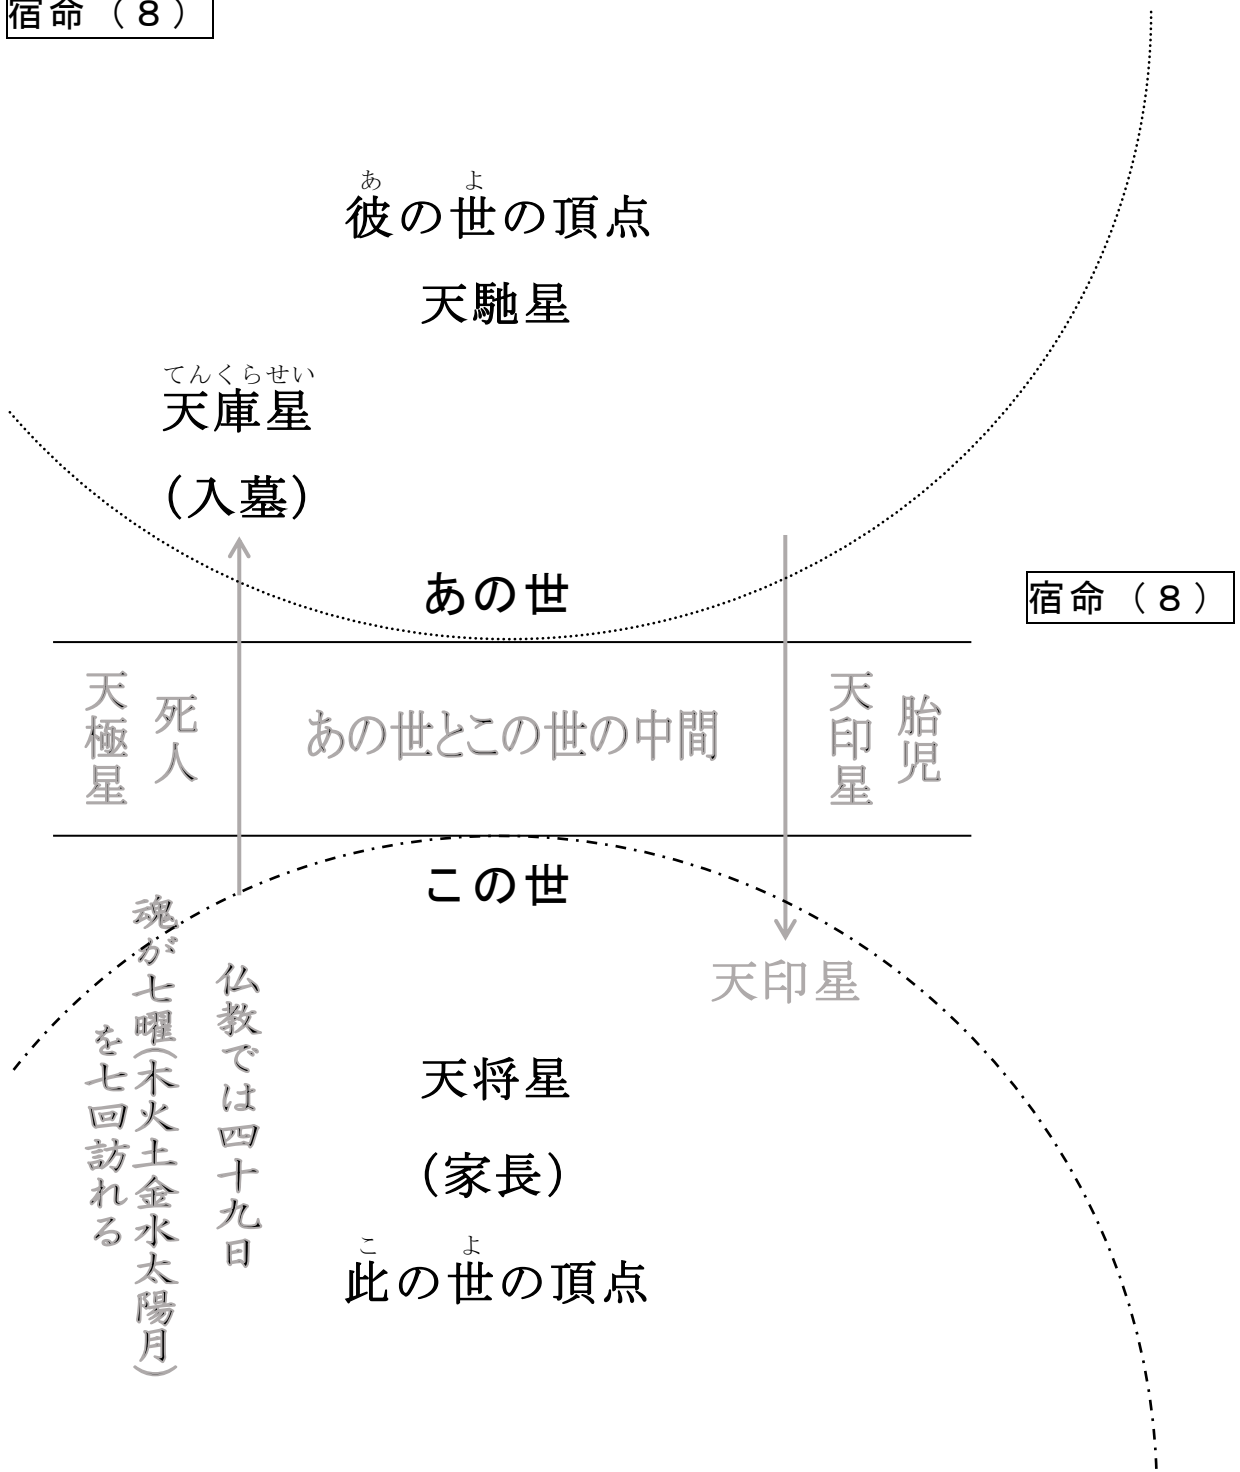 宿命（８）
あ よ
彼の世の頂点
天馳星
てんくらせい
天庫星
（入墓）
あの世
宿命（８）
天極星
死人
あの世とこの世の中間
天印星
胎児
この世
天印星
仏教では四十九日
魂が七曜（木火土金水太陽月）
を七回訪れる
天将星
（家長）
こ よ
此の世の頂点